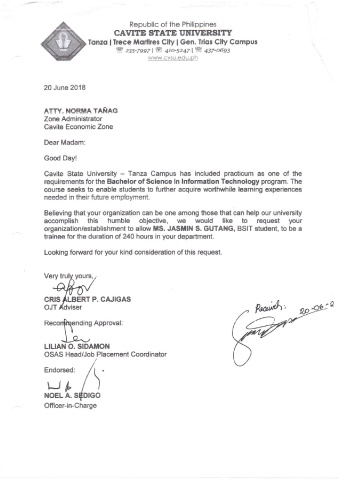 Republic of the Philippines
CAVITE STATE UNIVERSITY
Tanza | Trece Martires City | Gen. Trias City Campus
☎ 235-7997 | ☎ 410-5247 | ☎ 437-0693
www.cvsu.edu.ph
20 June 2018
ATTY. NORMA TAÑAG
Zone Administrator
Cavite Economic Zone
Dear Madam:
Good Day!
Cavite State University – Tanza Campus has included practicum as one of the
requirements for the Bachelor of Science in Information Technology program. The
course seeks to enable students to further acquire worthwhile learning experiences
needed in their future employment.
Believing that your organization can be one among those that can help our university
accomplish this humble objective, we would like to request your
organization/establishment to allow MS. JASMIN S. GUTANG, BSIT student, to be a
trainee for the duration of 240 hours in your department.
Looking forward for your kind consideration of this request.
Very truly yours,
CRIS ALBERT P. CAJIGAS
OJT Adviser
Recommending Approval:
LILIAN O. SIDAMON
OSAS Head/Job Placement Coordinator
Endorsed:
NOEL A. SEDIGO
Officer-in-Charge